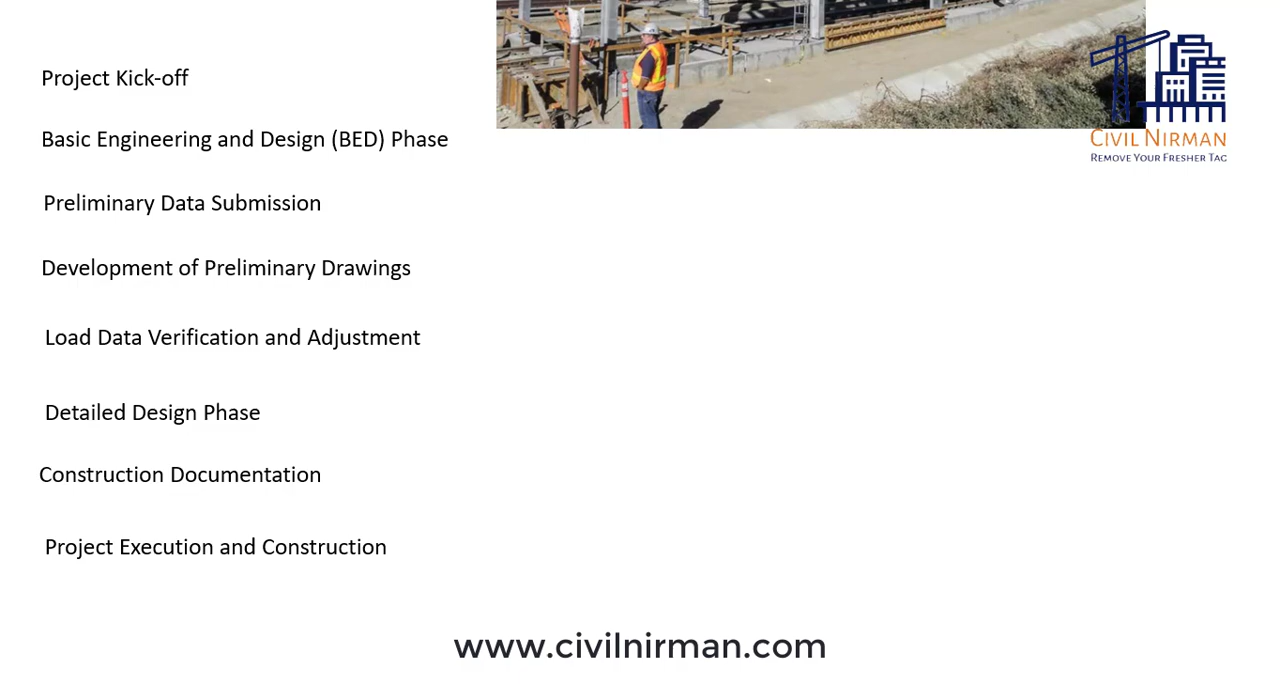 Project Kick-off
Basic Engineering and Design (BED) Phase
Preliminary Data Submission
Development of Preliminary Drawings
Load Data Verification and Adjustment
Detailed Design Phase
Construction Documentation
Project Execution and Construction
CIVIL NIRMAN
REMOVE YOUR FRESHER TAG
www.civilnirman.com